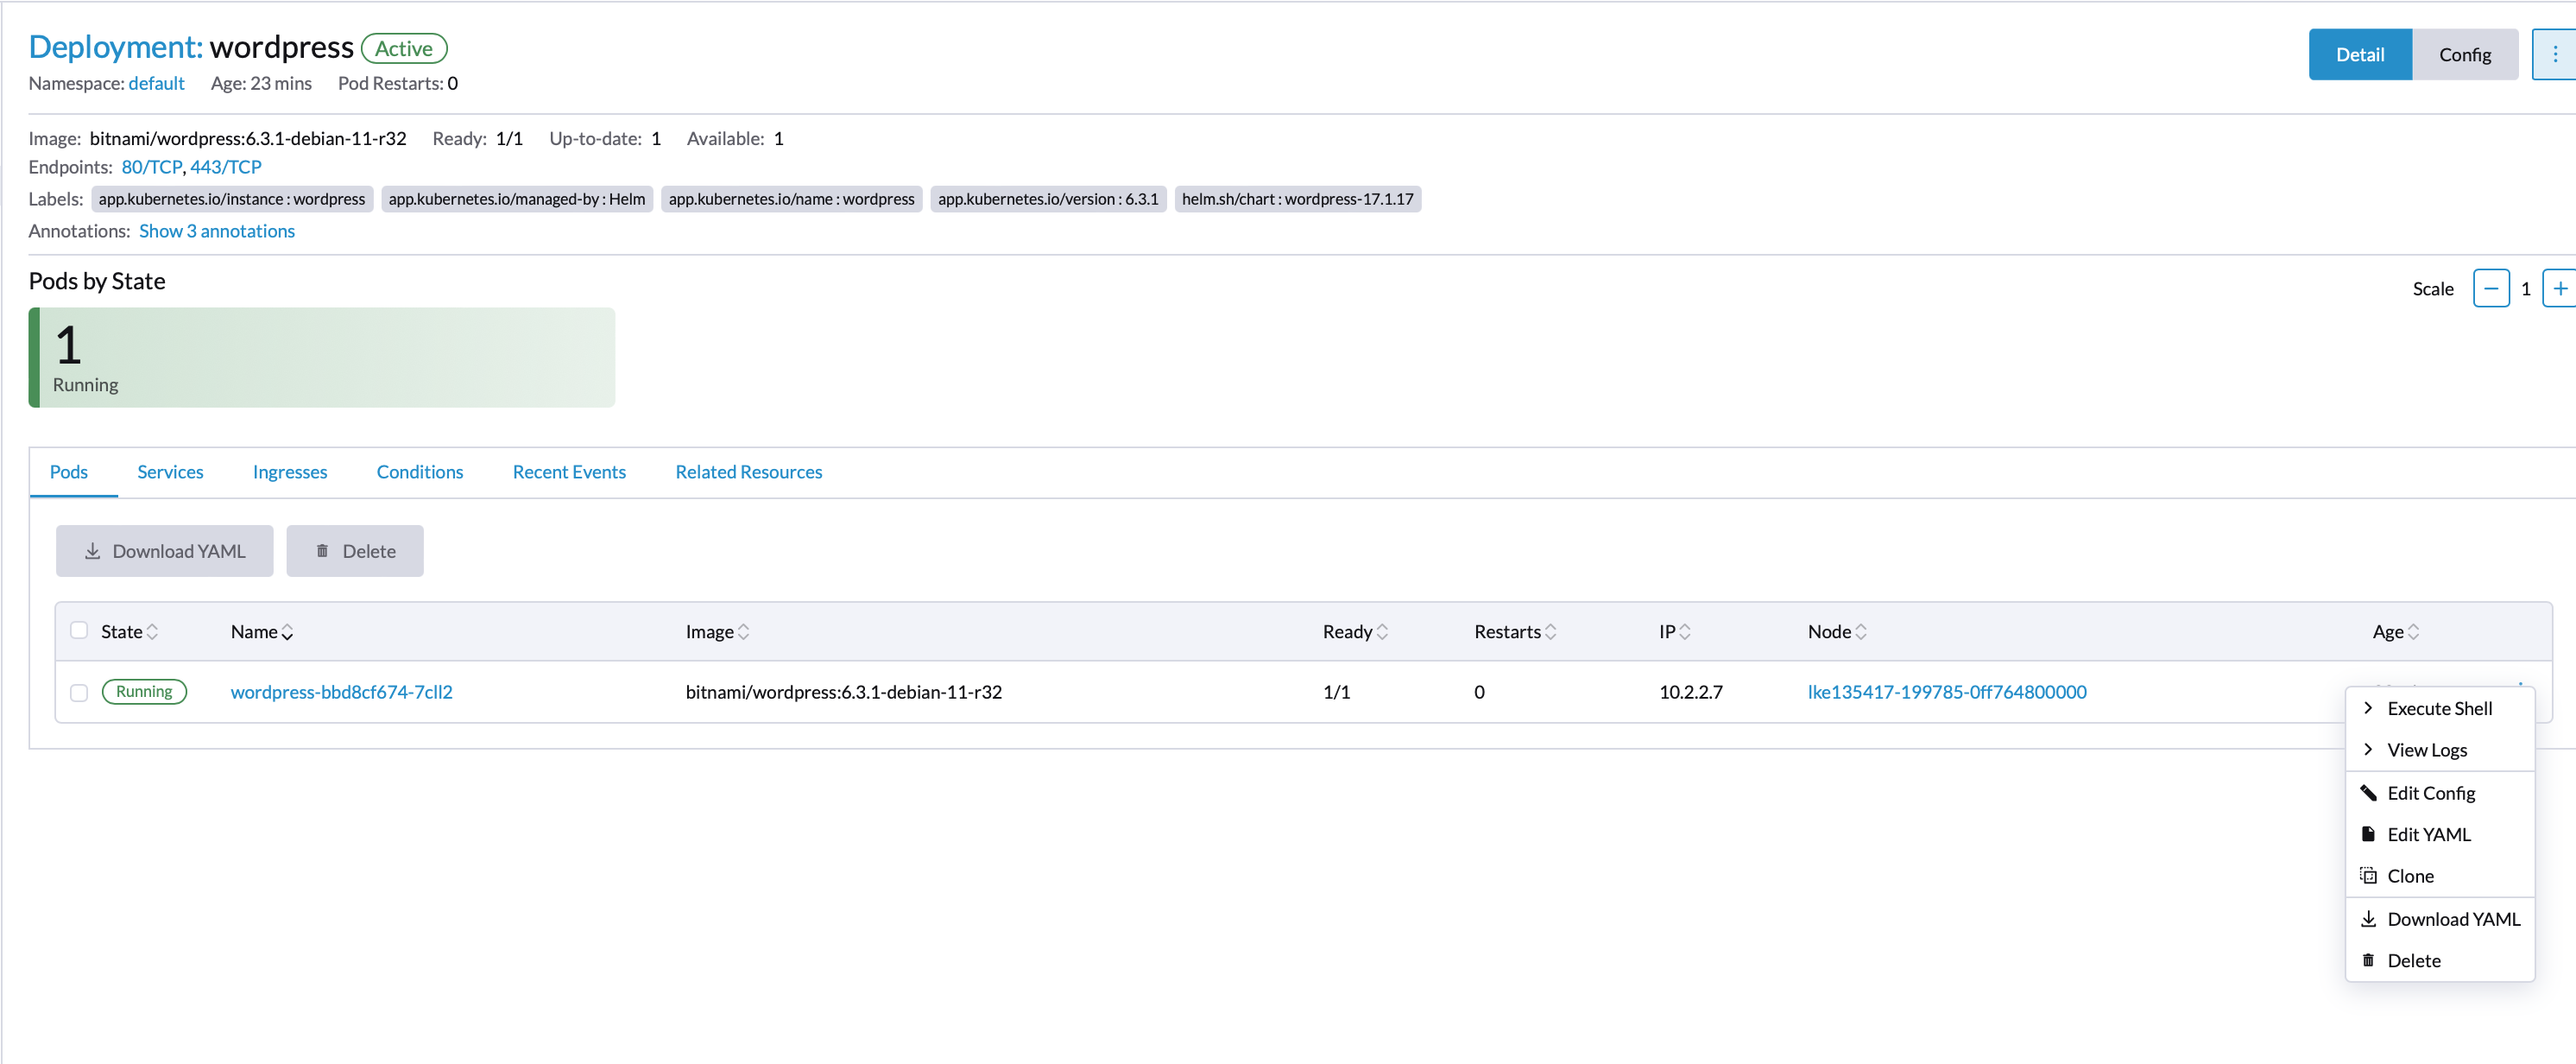 Deployment: wordpress Active
Detail Config
Namespace: default Age: 23 mins Pod Restarts: 0
Image: bitnami/wordpress:6.3.1-debian-11-r32 Ready: 1/1 Up-to-date: 1 Available: 1
Endpoints: 80/TCP, 443/TCP
Labels: app.kubernetes.io/instance : wordpress app.kubernetes.io/managed-by : Helm app.kubernetes.io/name : wordpress app.kubernetes.io/version : 6.3.1 helm.sh/chart : wordpress-17.1.17
Annotations: Show 3 annotations
Pods by State
Scale 1
1
Running
Pods Services Ingresses Conditions Recent Events Related Resources
Download YAML Delete
State Name Image Ready Restarts IP Node Age
Running wordpress-bbd8cf674-7cll2 bitnami/wordpress:6.3.1-debian-11-r32 1/1 0 10.2.2.7 lke135417-199785-0ff764800000
Execute Shell
View Logs
Edit Config
Edit YAML
Clone
Download YAML
Delete